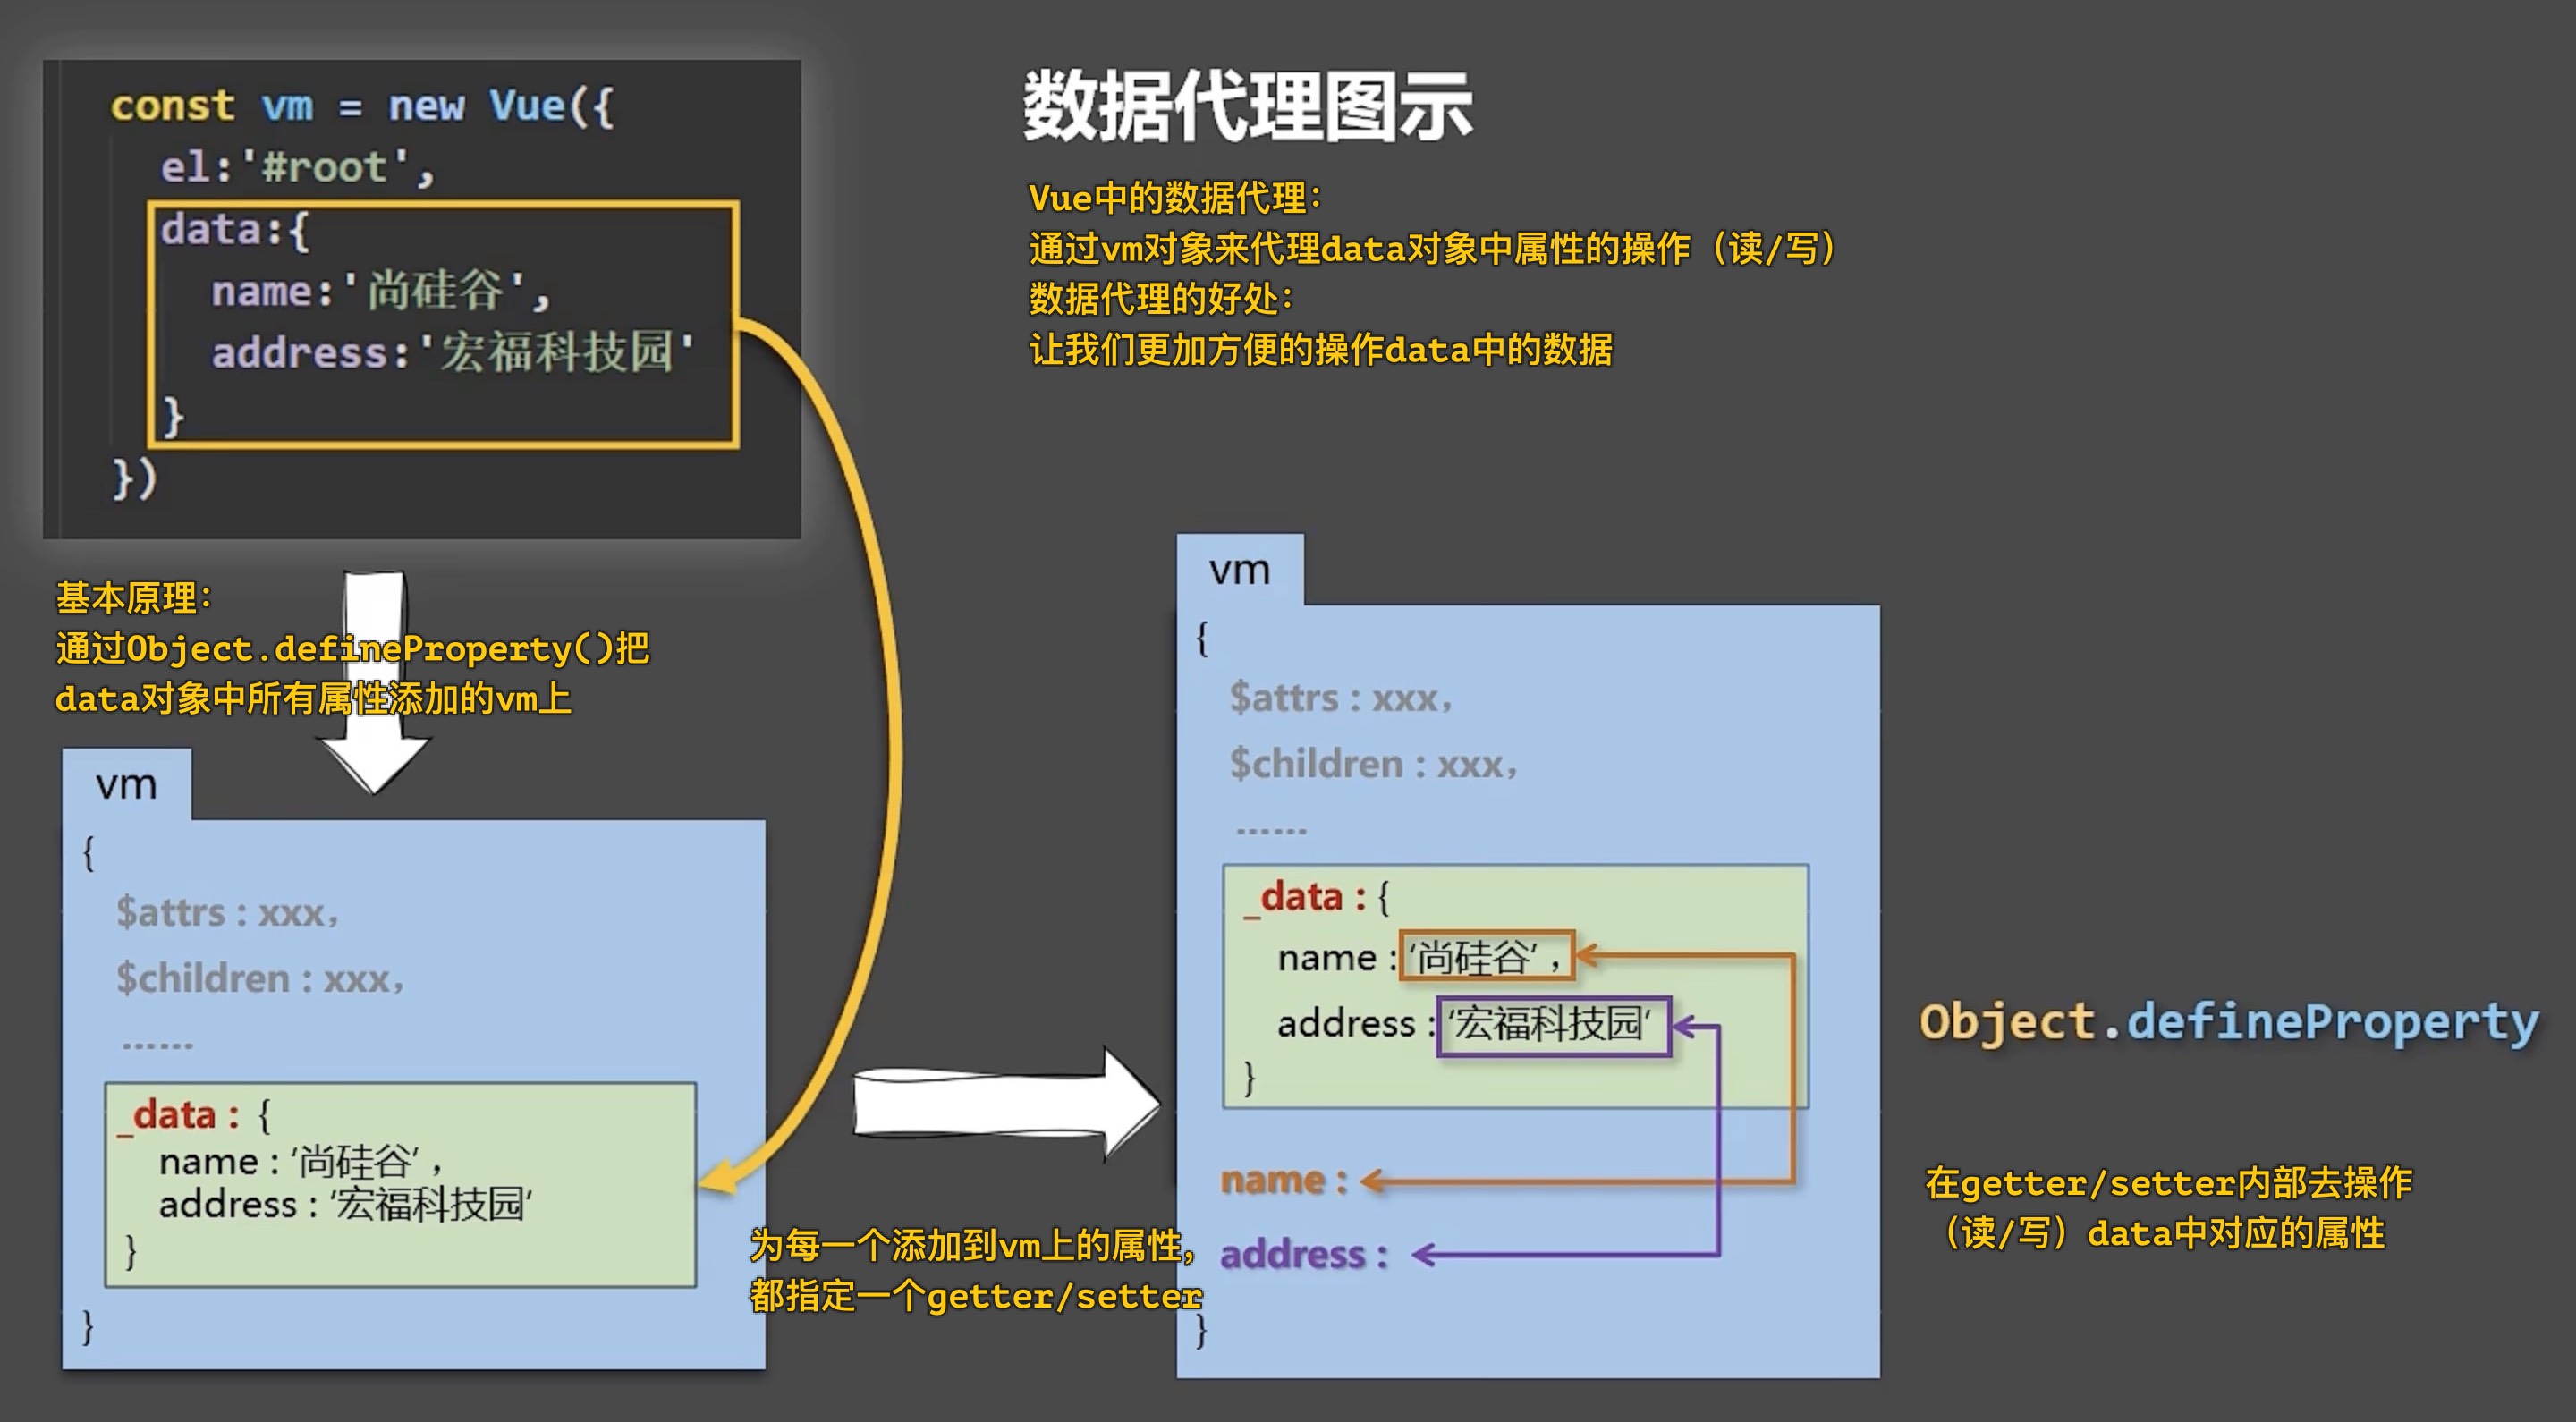 const vm = new Vue({
el:'#root',
data:{
name:'尚硅谷',
address:'宏福科技园'
}
})
数据代理图示
Vue中的数据代理：
通过vm对象来代理data对象中属性的操作（读/写）
数据代理的好处：
让我们更加方便的操作data中的数据
基本原理：
通过Object.defineProperty()把
data对象中所有属性添加的vm上
vm
{
$attrs : xxx，
$children : xxx，
……
_data : {
name : '尚硅谷' ，
address : '宏福科技园'
}
}
为每一个添加到vm上的属性，
都指定一个getter/setter
vm
{
$attrs : xxx，
$children : xxx，
……
_data : {
name : '尚硅谷' ，
address : '宏福科技园'
}
name :
address :
}
Object.defineProperty
在getter/setter内部去操作
（读/写）data中对应的属性